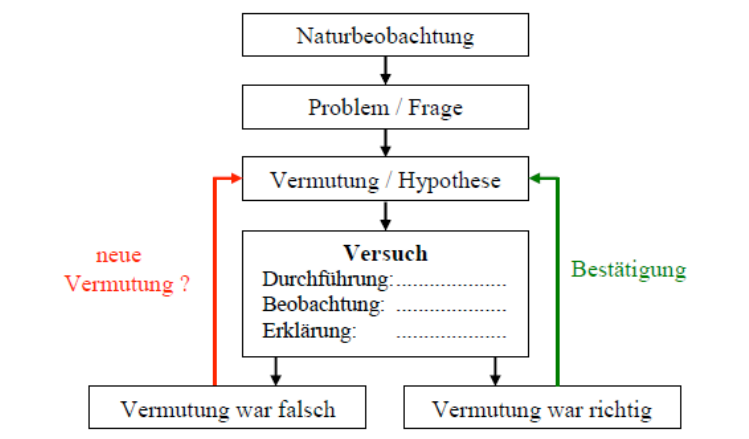 Naturbeobachtung
Problem / Frage
Vermutung / Hypothese
neue
Vermutung ?
Versuch
Durchführung: ......................
Beobachtung: ......................
Erklärung: ......................
Bestätigung
Vermutung war falsch
Vermutung war richtig